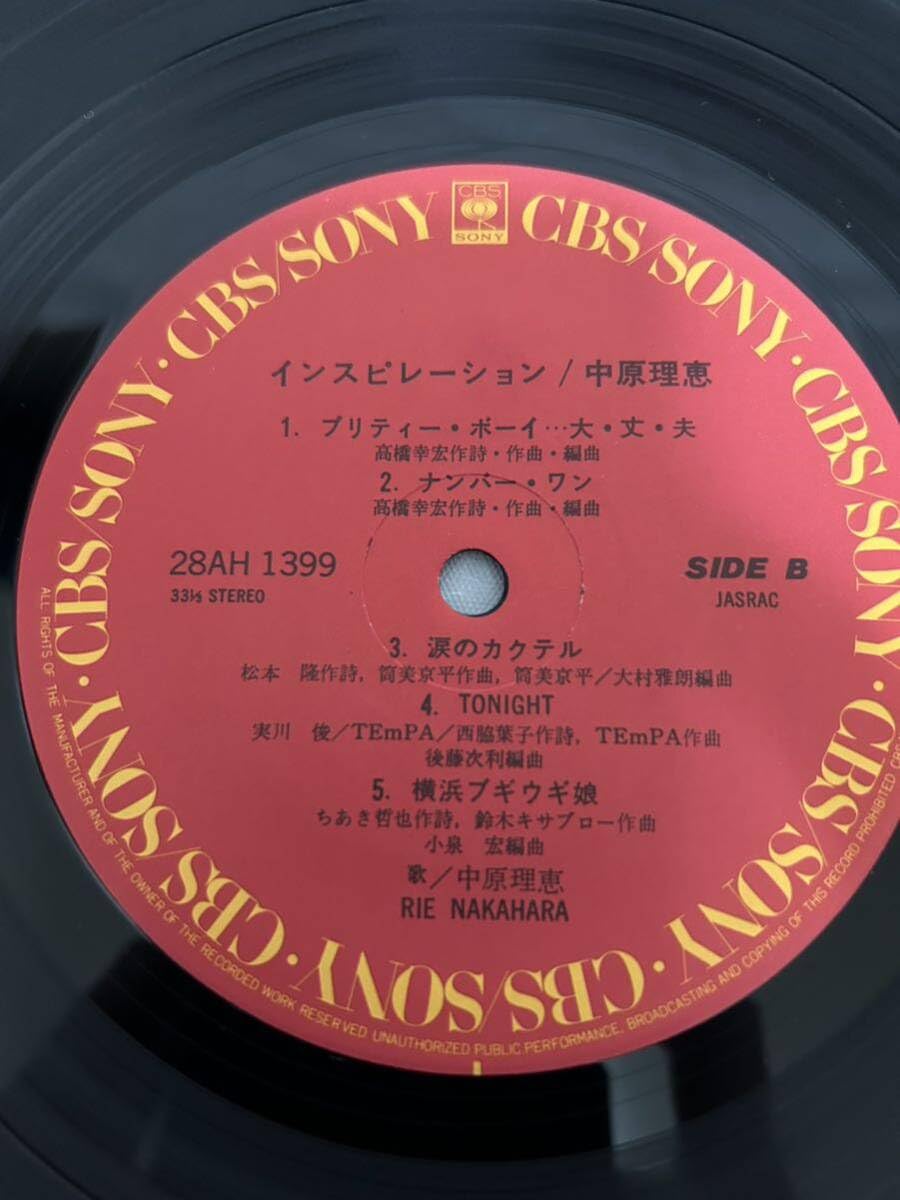 CBS
SONY
CBS/SONY・CBS/SONY・CBS/SONY・CBS/SONY・CBS/SONY・CBS/SONY・CBS/SONY・CBS/SONY
インスピレーション / 中原理恵
1. プリティー・ボーイ…大・丈・夫
高橋幸宏作詩・作曲・編曲
2. ナンバー・ワン
高橋幸宏作詩・作曲・編曲
28AH 1399
33⅓ STEREO
SIDE B
JASRAC
3. 涙のカクテル
松本 隆作詩, 筒美京平作曲, 筒美京平/大村雅朗編曲
4. TONIGHT
実川 俊/TEmPA/西脇葉子作詩, TEmPA作曲
後藤次利編曲
5. 横浜ブギウギ娘
ちあき哲也作詩, 鈴木キサブロー作曲
小泉 宏編曲
歌/中原理恵
RIE NAKAHARA
ALL RIGHTS OF THE MANUFACTURER AND OF THE OWNER OF THE RECORDED WORK RESERVED UNAUTHORIZED PUBLIC PERFORMANCE, BROADCASTING AND COPYING OF THIS RECORD PROHIBITED